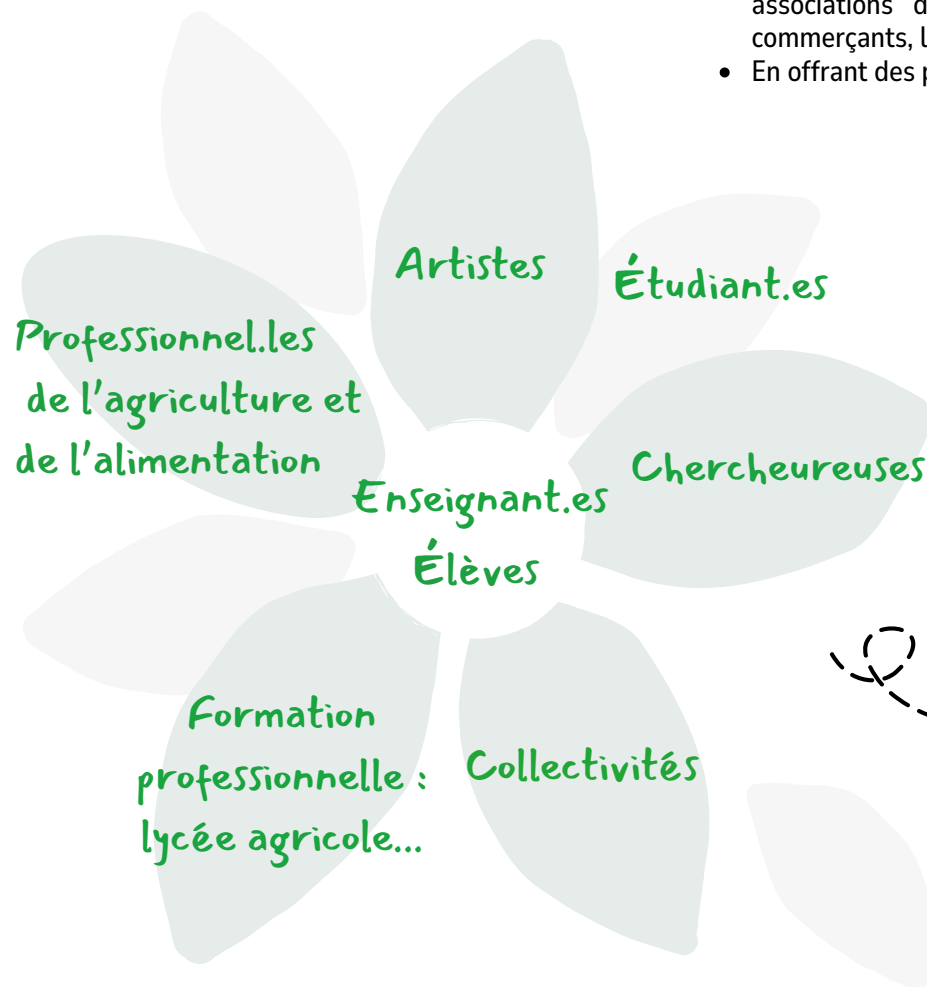 associations
commerçants,
• En offrant des
Artistes
Étudiant.es
Professionnel.les
de l'agriculture et
de l'alimentation
Chercheureuses
Enseignant.es
Élèves
Formation
professionnelle :
lycée agricole...
Collectivités